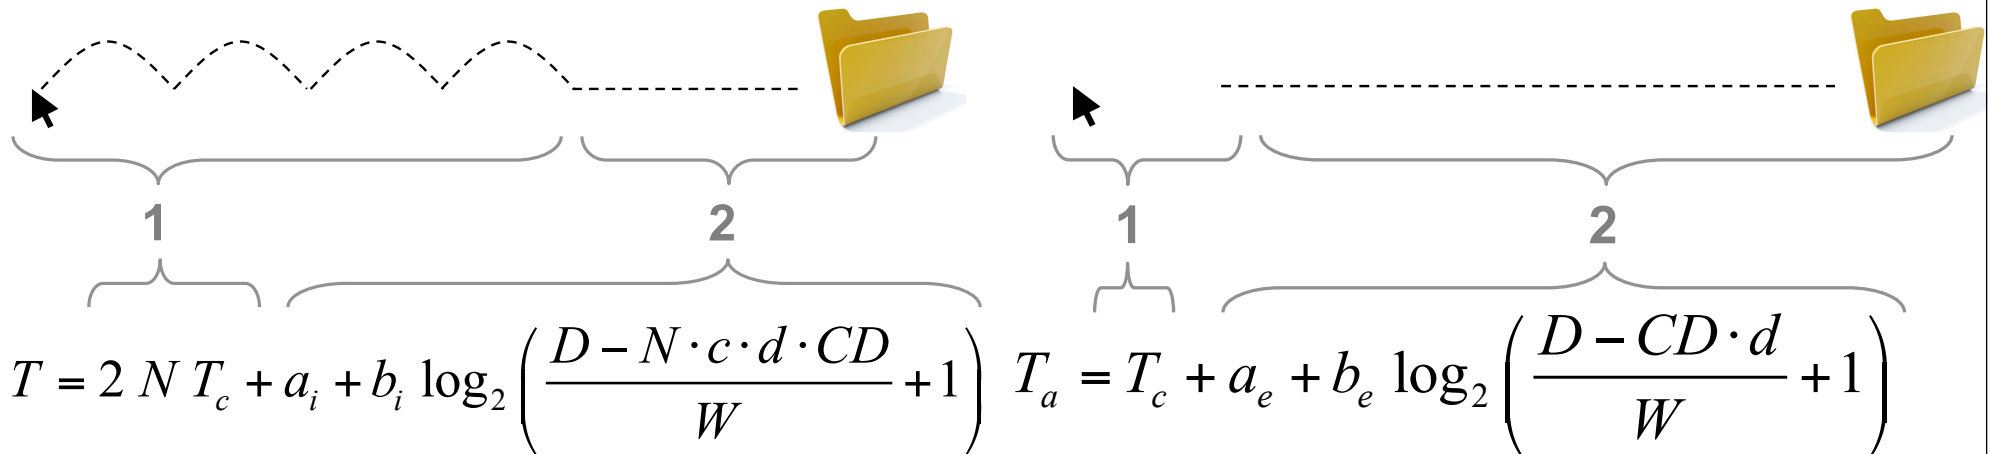 1 2 1 2
T = 2 N T_c + a_i + b_i log_2 ( (D − N · c · d · CD) / W + 1 )
T_a = T_c + a_e + b_e log_2 ( (D − CD · d) / W + 1 )